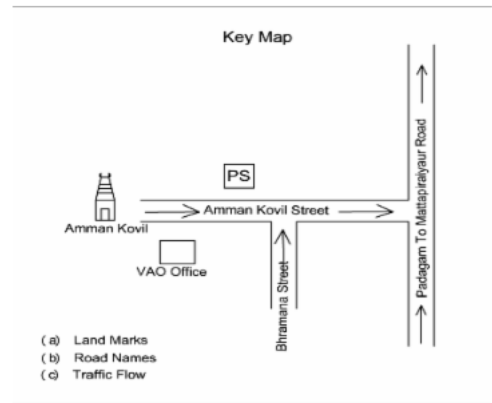 Key Map
PS
Amman Kovil Street
Amman Kovil
VAO Office
Bhramana Street
Padagam To Mattapiraiyaur Road
(a) Land Marks
(b) Road Names
(c) Traffic Flow